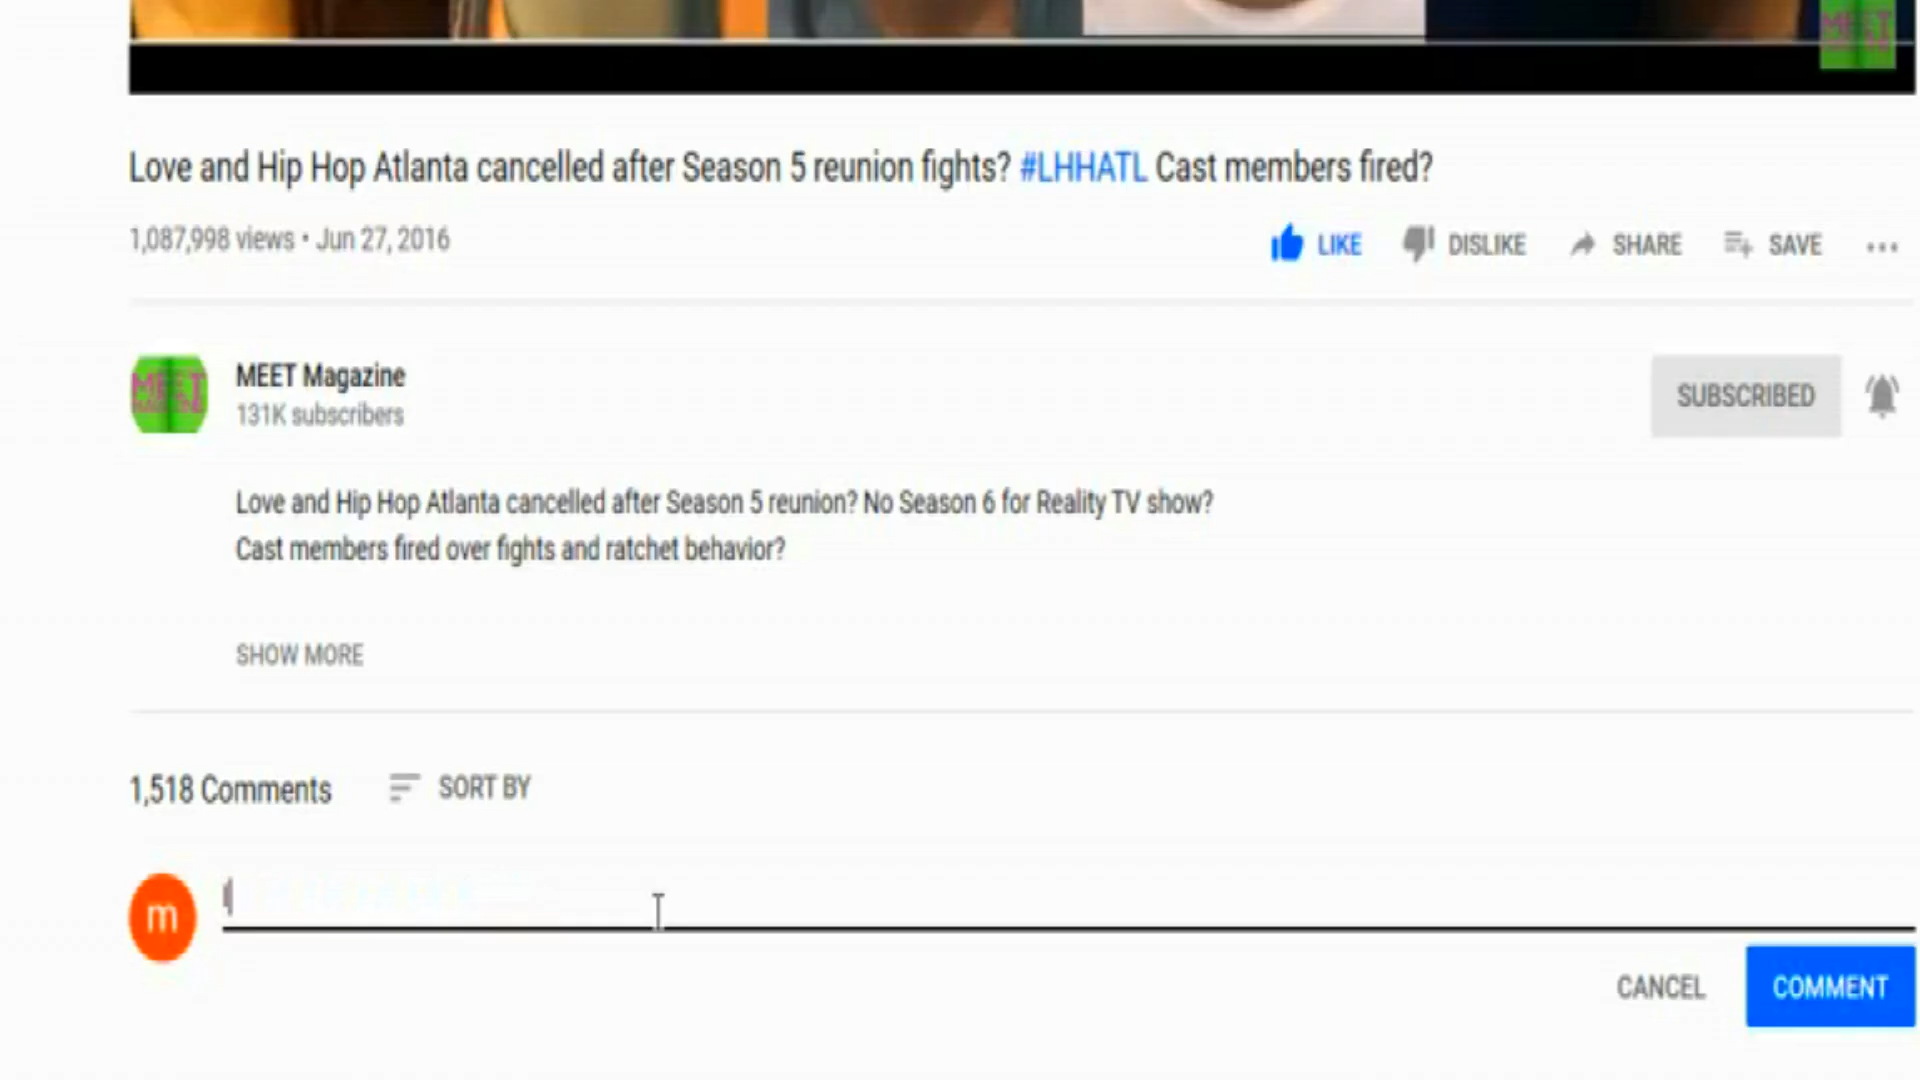 MEET
Love and Hip Hop Atlanta cancelled after Season 5 reunion fights? #LHHATL Cast members fired?
1,087,998 views • Jun 27, 2016
LIKE DISLIKE SHARE SAVE
MEET
MEET Magazine
131K subscribers
SUBSCRIBED
Love and Hip Hop Atlanta cancelled after Season 5 reunion? No Season 6 for Reality TV show?
Cast members fired over fights and ratchet behavior?
SHOW MORE
1,518 Comments SORT BY
m
CANCEL COMMENT